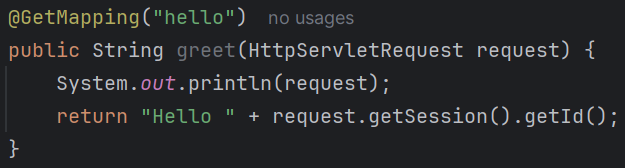 @GetMapping("hello") no usages
public String greet(HttpServletRequest request) {
    System.out.println(request);
    return "Hello " + request.getSession().getId();
}